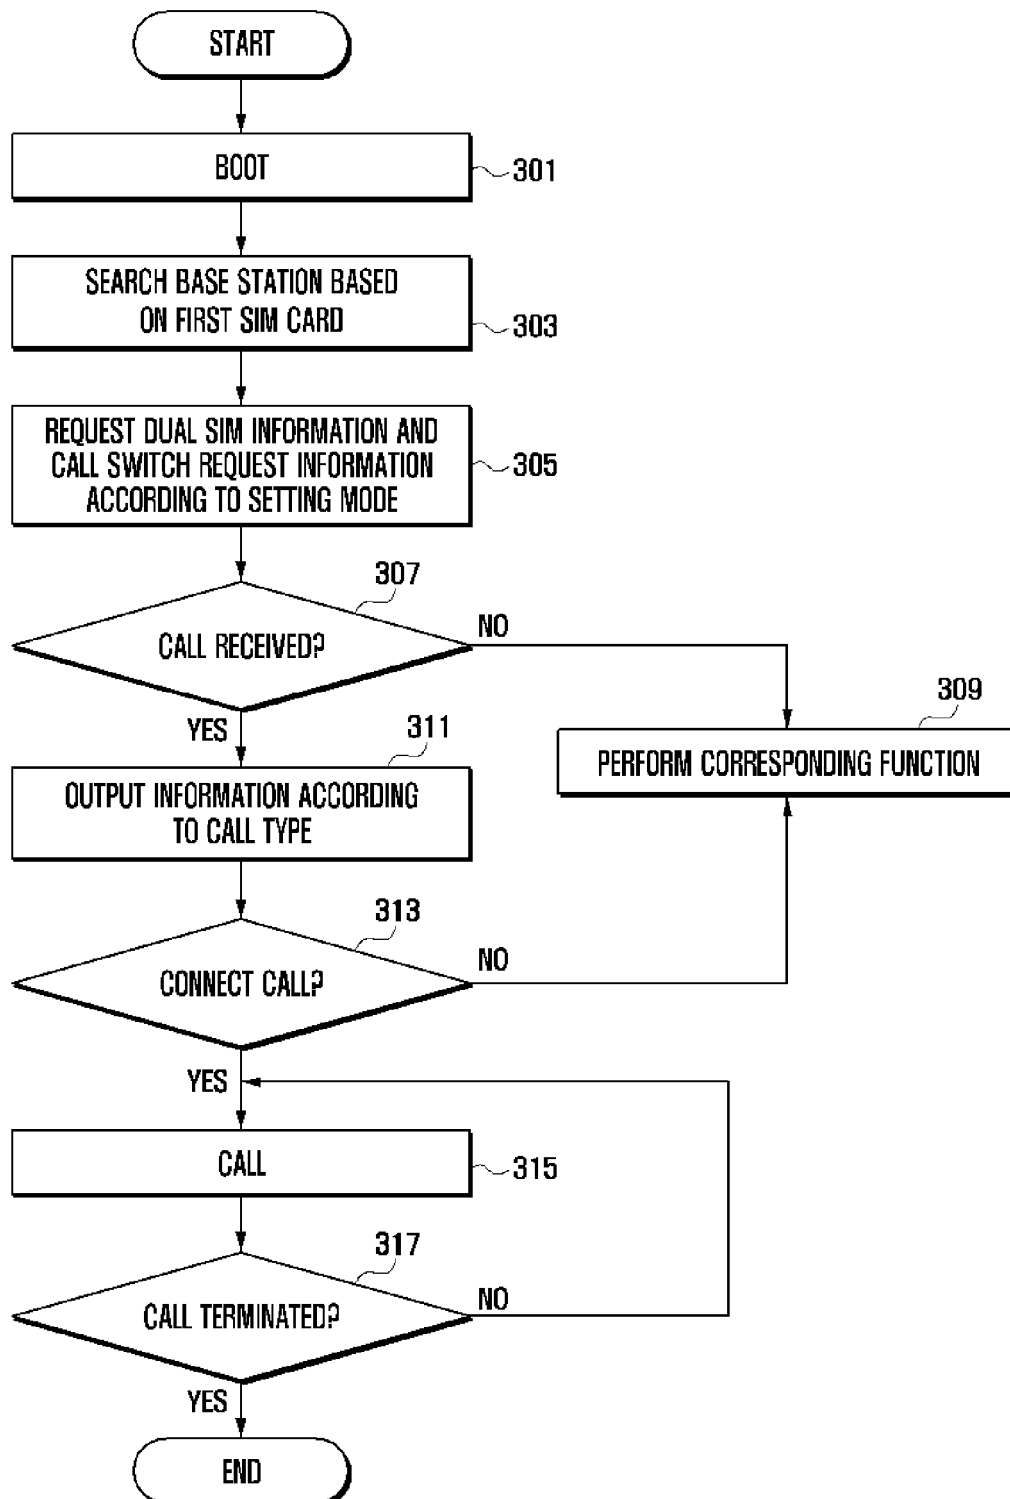 START
BOOT
301
SEARCH BASE STATION BASED
ON FIRST SIM CARD
303
REQUEST DUAL SIM INFORMATION AND
CALL SWITCH REQUEST INFORMATION
ACCORDING TO SETTING MODE
305
307
CALL RECEIVED?
NO
YES
309
PERFORM CORRESPONDING FUNCTION
311
OUTPUT INFORMATION ACCORDING
TO CALL TYPE
313
CONNECT CALL?
NO
YES
CALL
315
317
CALL TERMINATED?
NO
YES
END